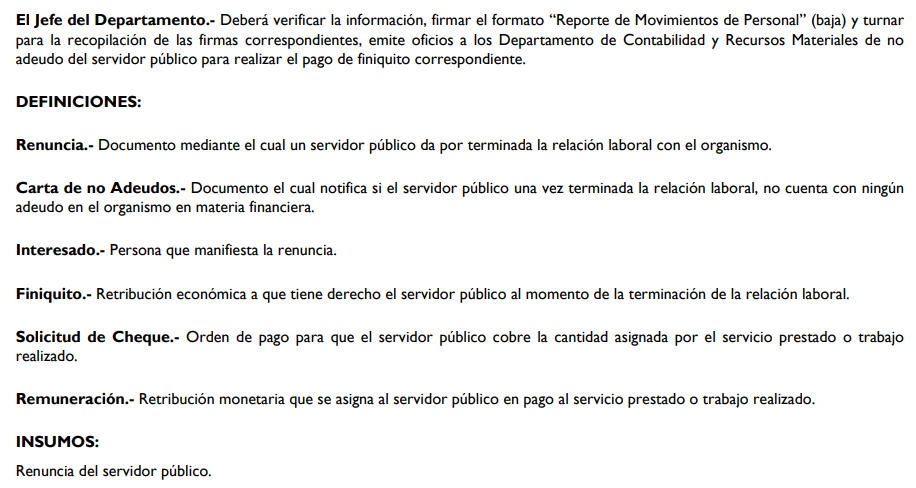 El Jefe del Departamento.- Deberá verificar la información, firmar el formato “Reporte de Movimientos de Personal” (baja) y turnar
para la recopilación de las firmas correspondientes, emite oficios a los Departamento de Contabilidad y Recursos Materiales de no
adeudo del servidor público para realizar el pago de finiquito correspondiente.
DEFINICIONES:
Renuncia.- Documento mediante el cual un servidor público da por terminada la relación laboral con el organismo.
Carta de no Adeudos.- Documento el cual notifica si el servidor público una vez terminada la relación laboral, no cuenta con ningún
adeudo en el organismo en materia financiera.
Interesado.- Persona que manifiesta la renuncia.
Finiquito.- Retribución económica a que tiene derecho el servidor público al momento de la terminación de la relación laboral.
Solicitud de Cheque.- Orden de pago para que el servidor público cobre la cantidad asignada por el servicio prestado o trabajo
realizado.
Remuneración.- Retribución monetaria que se asigna al servidor público en pago al servicio prestado o trabajo realizado.
INSUMOS:
Renuncia del servidor público.